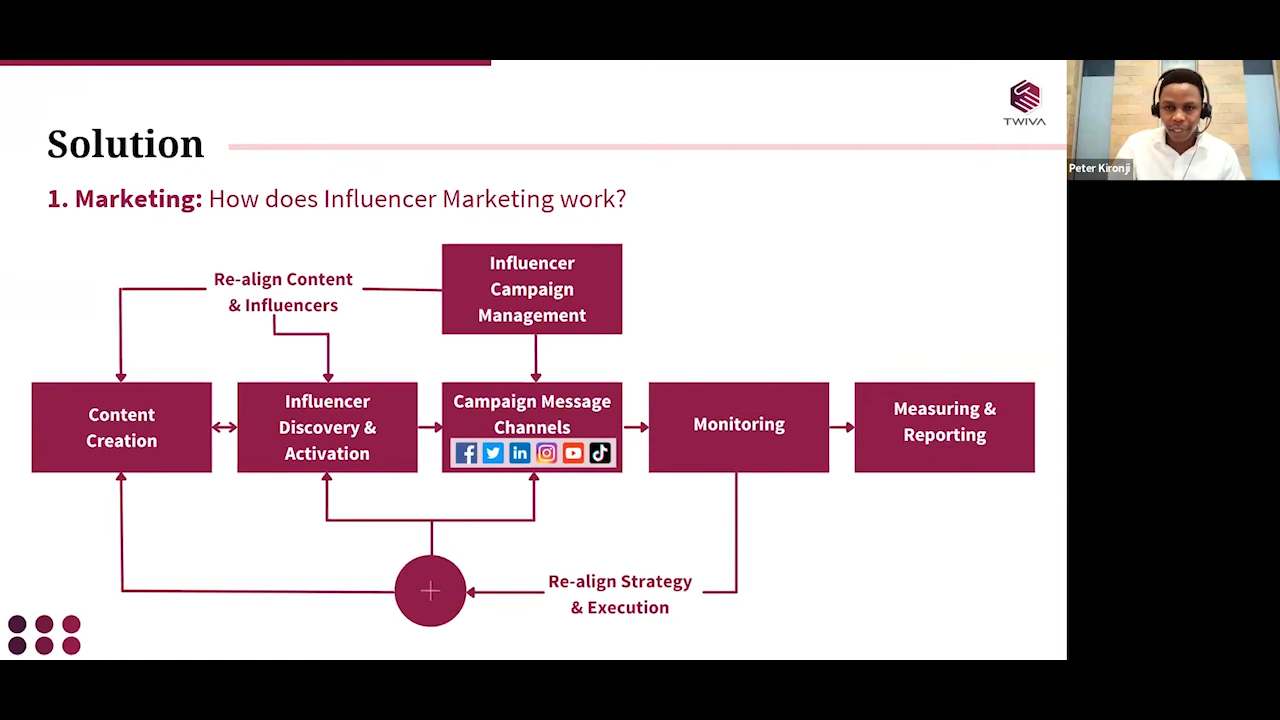 TWIVA
Peter Kironji
Solution
1. Marketing: How does Influencer Marketing work?
Re-align Content
& Influencers
Influencer
Campaign
Management
Content
Creation
Influencer
Discovery &
Activation
Campaign Message
Channels
Monitoring
Measuring &
Reporting
Re-align Strategy
& Execution